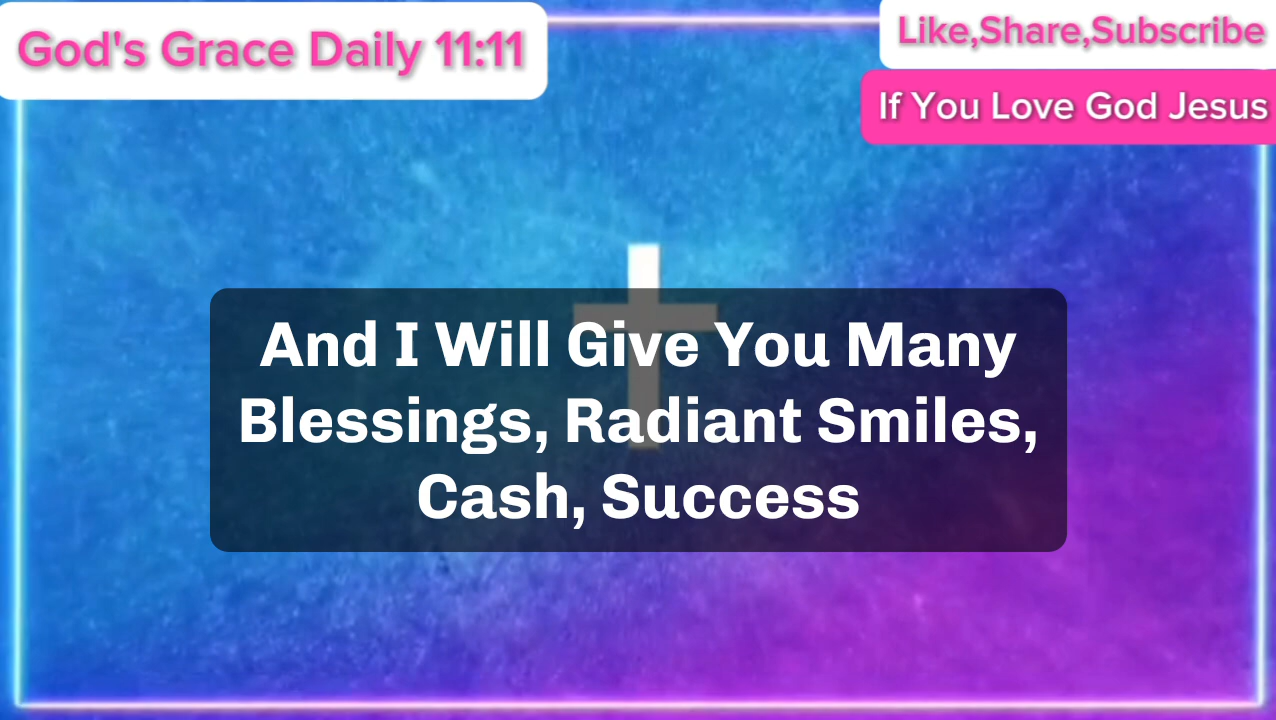 God's Grace Daily 11:11
Like,Share,Subscribe
If You Love God Jesus
And I Will Give You Many
Blessings, Radiant Smiles,
Cash, Success